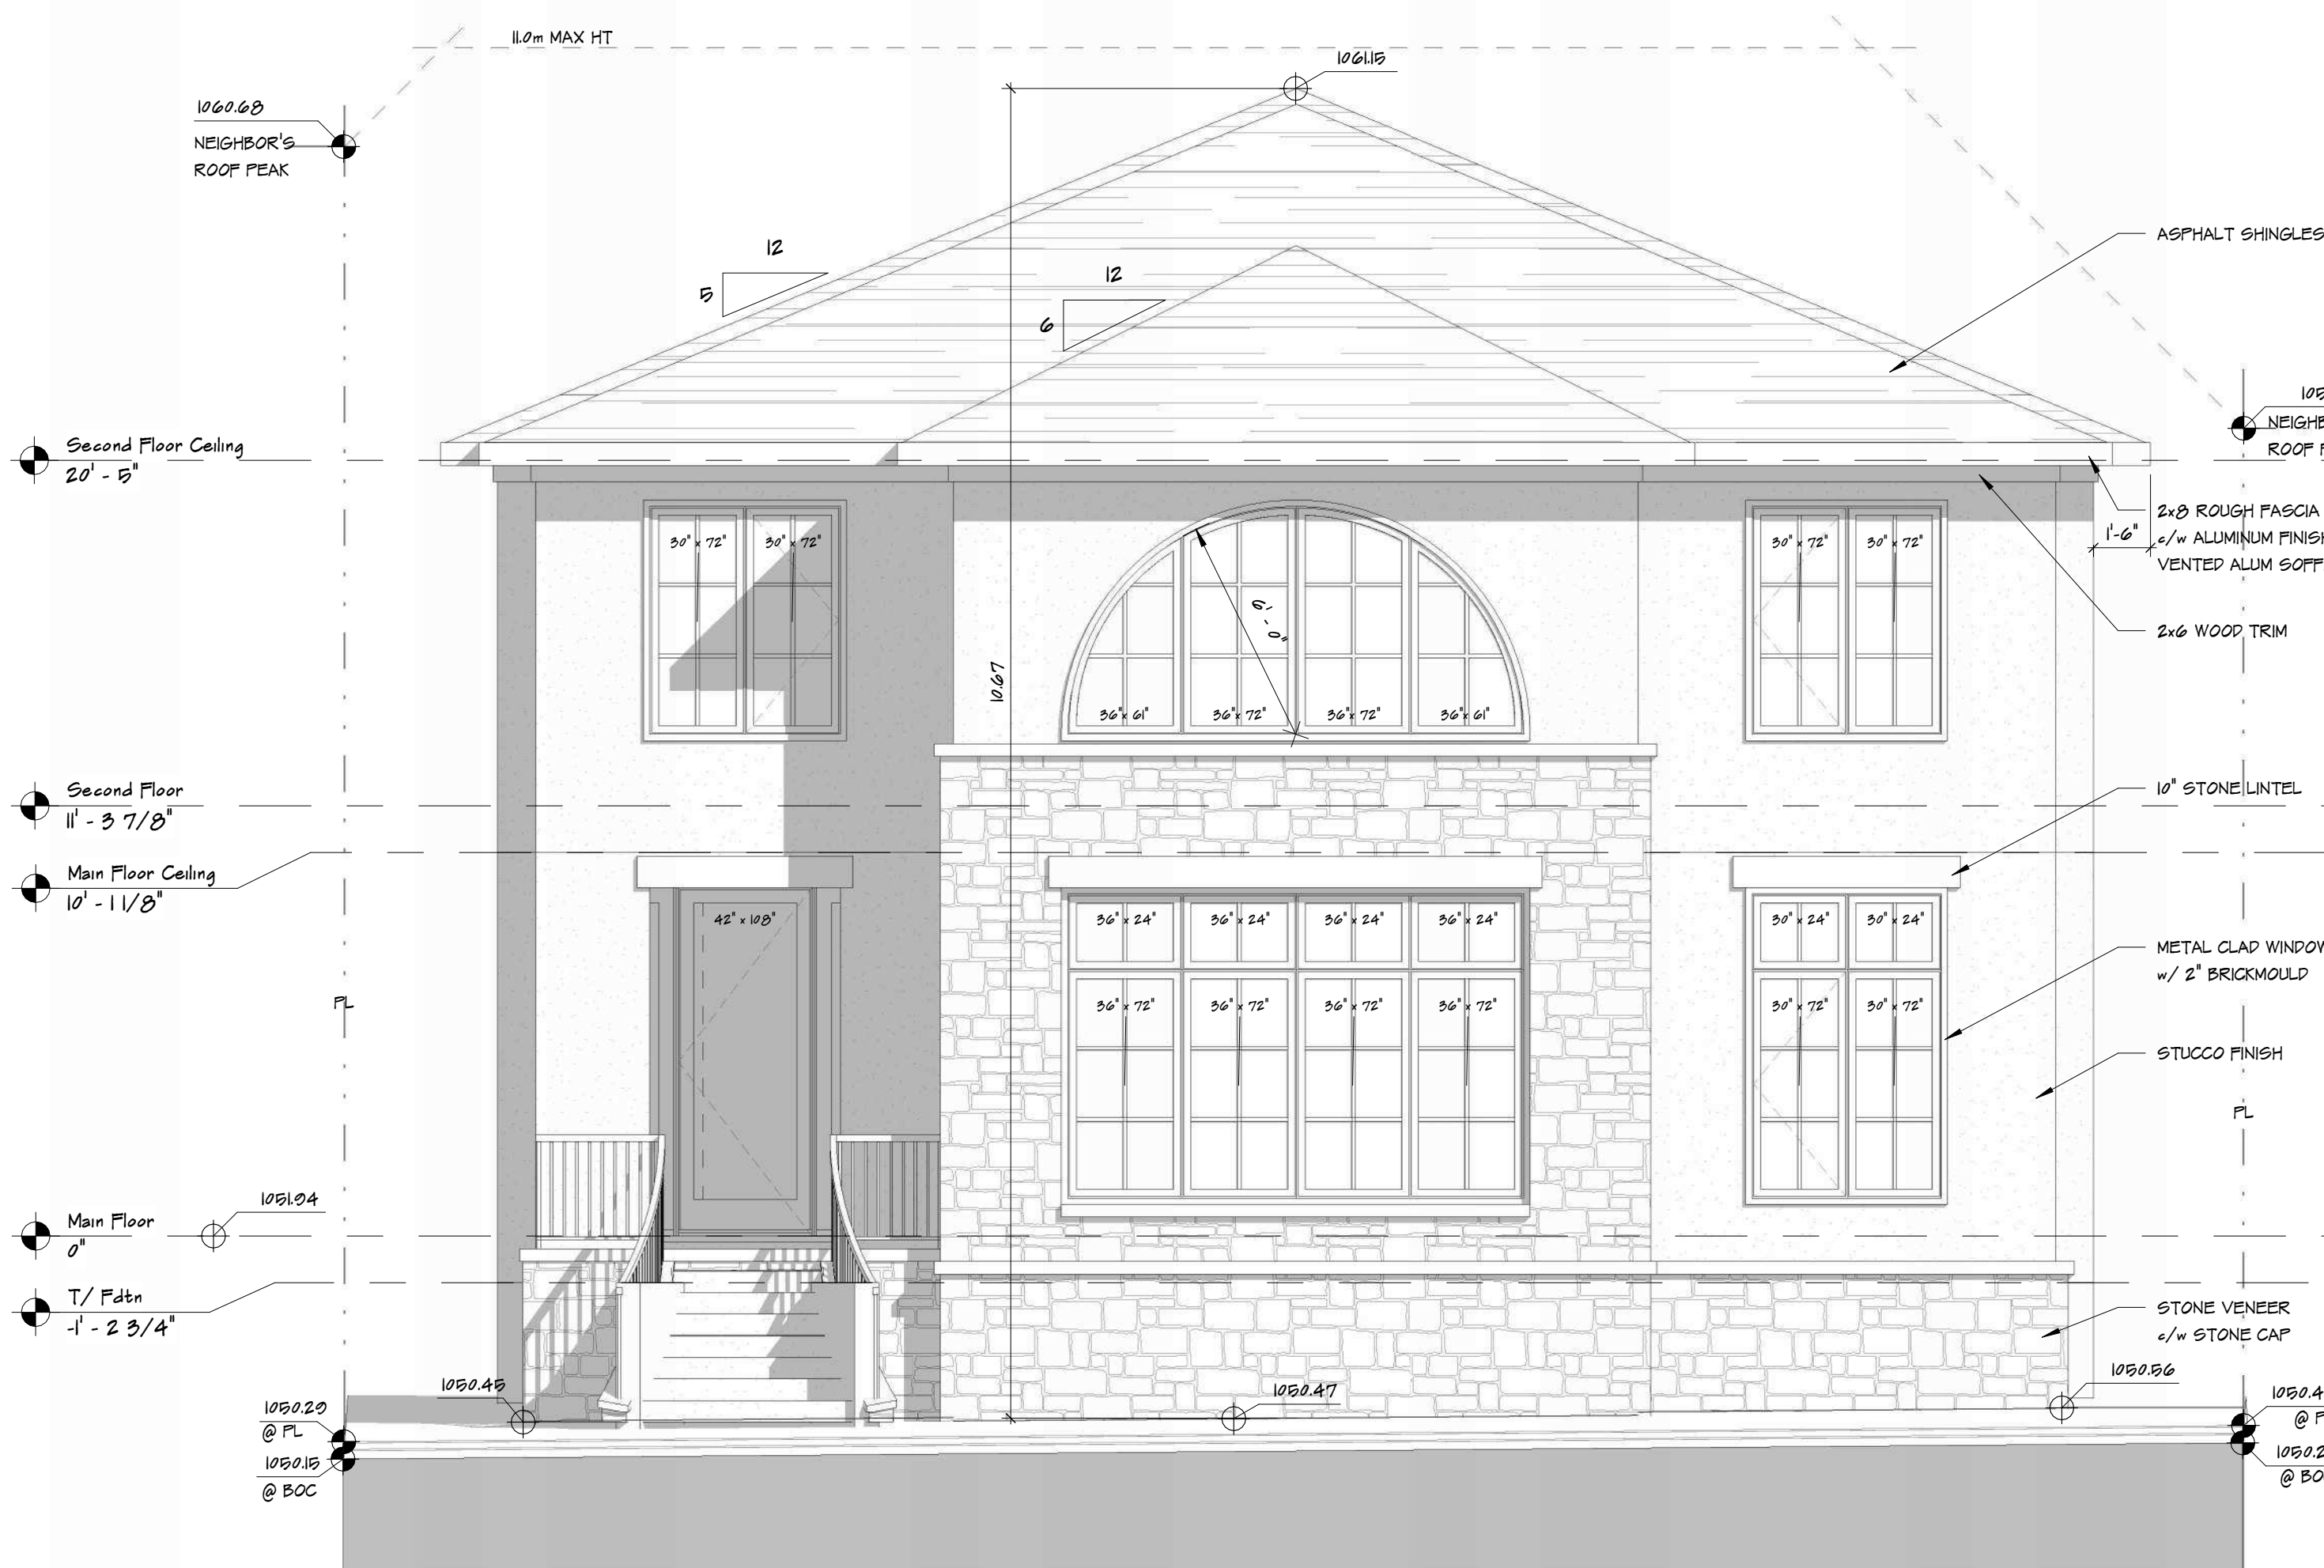 11.0m MAX HT
1061.15
1060.68
NEIGHBOR'S
ROOF PEAK
12
5
12
6
ASPHALT SHINGLES
Second Floor Ceiling
20' - 5"
ROOF
2x8 ROUGH FASCIA
c/w ALUMINUM
VENTED ALUM
1'-6"
2x6 WOOD TRIM
30" x 72"
30" x 72"
30" x 72"
30" x 72"
6' - 0"
36" x 61"
36" x 72"
36" x 72"
36" x 61"
10.67
Second Floor
11' - 3 7/8"
10" STONE LINTEL
Main Floor Ceiling
10' - 1 1/8"
42" x 108"
36" x 24"
36" x 24"
36" x 24"
36" x 24"
30" x 24"
30" x 24"
METAL CLAD
w/ 2" BRICKMOULD
36" x 72"
36" x 72"
36" x 72"
36" x 72"
30" x 72"
30" x 72"
PL
STUCCO FINISH
PL
Main Floor
0"
1051.94
T/ Fdtn
-1' - 2 3/4"
STONE VENEER
c/w STONE CAP
1050.45
1050.47
1050.56
1050.29
@ PL
1050.15
@ BOC